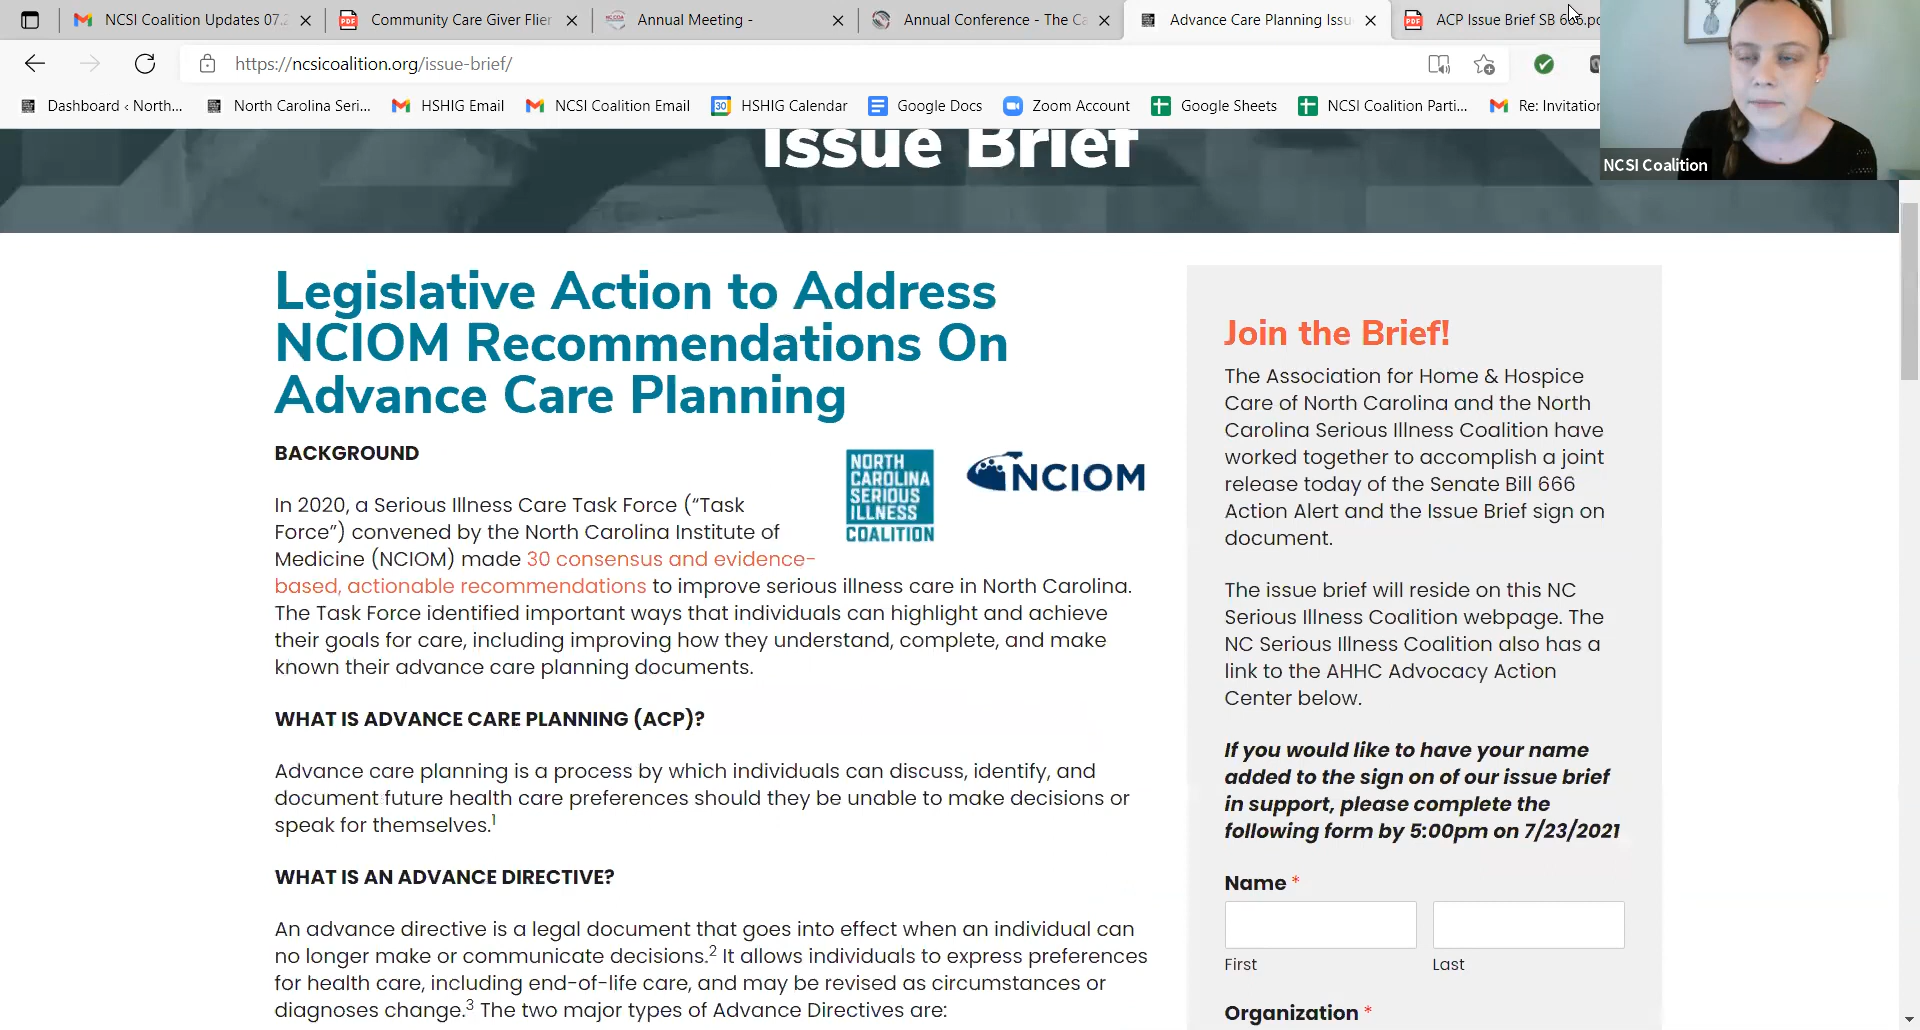 NCSI Coalition Updates 07.2
Community Care Giver Flier
Annual Meeting -
Annual Conference - The Ca
Advance Care Planning Issu
ACP Issue Brief SB 666.pd
https://ncsicoalition.org/issue-brief/
Dashboard ‹ North...
North Carolina Seri...
HSHIG Email
NCSI Coalition Email
30
HSHIG Calendar
Google Docs
Zoom Account
Google Sheets
NCSI Coalition Parti...
Re: Invitation
NCSI Coalition
Issue Brief
Legislative Action to Address
NCIOM Recommendations On
Advance Care Planning
BACKGROUND
NORTH
CAROLINA
SERIOUS
ILLNESS
COALITION
NCIOM
In 2020, a Serious Illness Care Task Force (“Task
Force”) convened by the North Carolina Institute of
Medicine (NCIOM) made 30 consensus and evidence-
based, actionable recommendations to improve serious illness care in North Carolina.
The Task Force identified important ways that individuals can highlight and achieve
their goals for care, including improving how they understand, complete, and make
known their advance care planning documents.
WHAT IS ADVANCE CARE PLANNING (ACP)?
Advance care planning is a process by which individuals can discuss, identify, and
document future health care preferences should they be unable to make decisions or
speak for themselves.1
WHAT IS AN ADVANCE DIRECTIVE?
An advance directive is a legal document that goes into effect when an individual can
no longer make or communicate decisions.2 It allows individuals to express preferences
for health care, including end-of-life care, and may be revised as circumstances or
diagnoses change.3 The two major types of Advance Directives are:
Join the Brief!
The Association for Home & Hospice
Care of North Carolina and the North
Carolina Serious Illness Coalition have
worked together to accomplish a joint
release today of the Senate Bill 666
Action Alert and the Issue Brief sign on
document.
The issue brief will reside on this NC
Serious Illness Coalition webpage. The
NC Serious Illness Coalition also has a
link to the AHHC Advocacy Action
Center below.
If you would like to have your name
added to the sign on of our issue brief
in support, please complete the
following form by 5:00pm on 7/23/2021
Name *
First
Last
Organization *